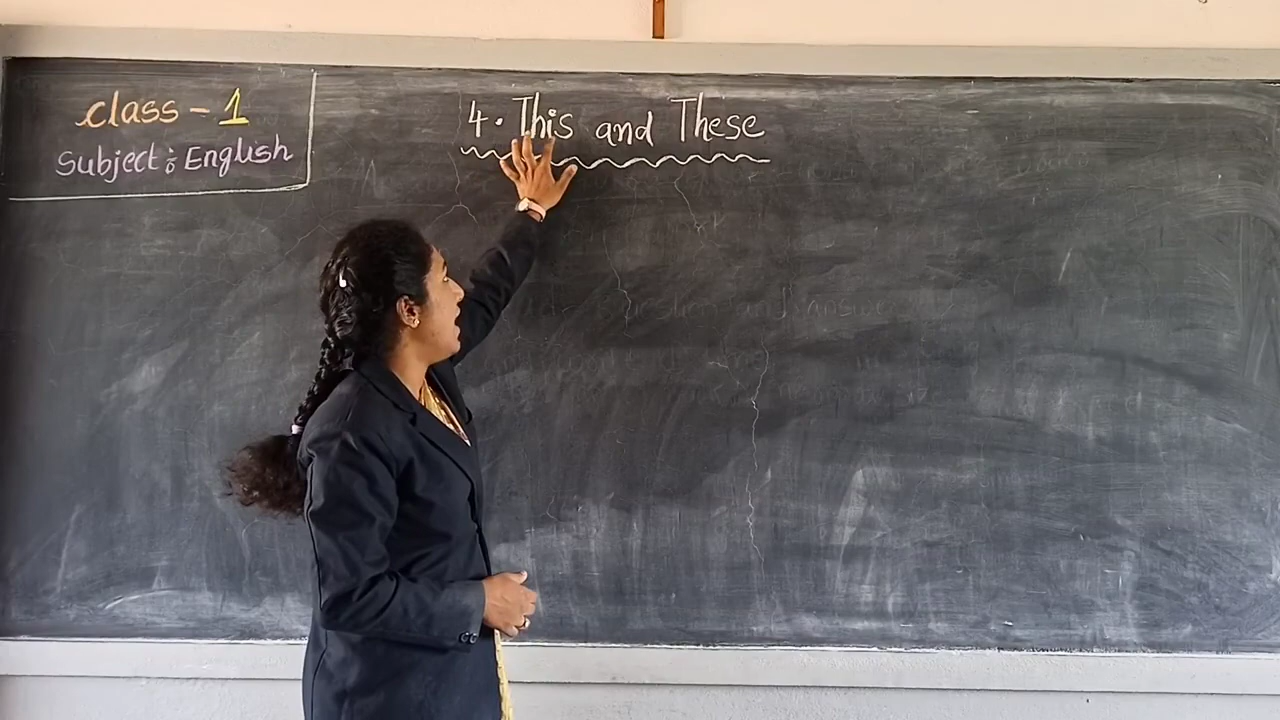 class - 1
Subject : English
4. This and These